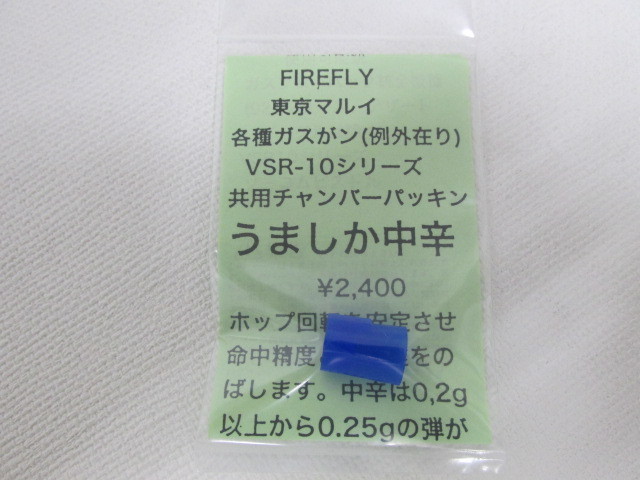 FIREFLY
東京マルイ
各種ガスがン(例外在り)
VSR-10シリーズ
共用チャンバーパッキン
うましか中辛
¥2,400
ホップ回転を安定させ
命中精度 をの
ばします。中辛は0,2g
以上から0.25gの弾が